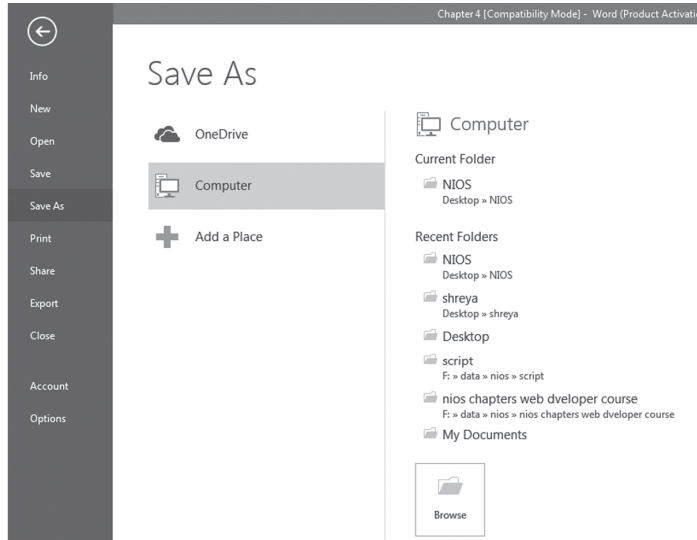 Chapter 4 [Compatibility Mode] - Word (Product Activati
Info
New
Open
Save
Save As
Print
Share
Export
Close
Account
Options
Save As
OneDrive
Computer
Add a Place
Computer
Current Folder
NIOS
Desktop » NIOS
Recent Folders
NIOS
Desktop » NIOS
shreya
Desktop » shreya
Desktop
script
F: » data » nios » script
nios chapters web dveloper course
F: » data » nios » nios chapters web dveloper course
My Documents
Browse